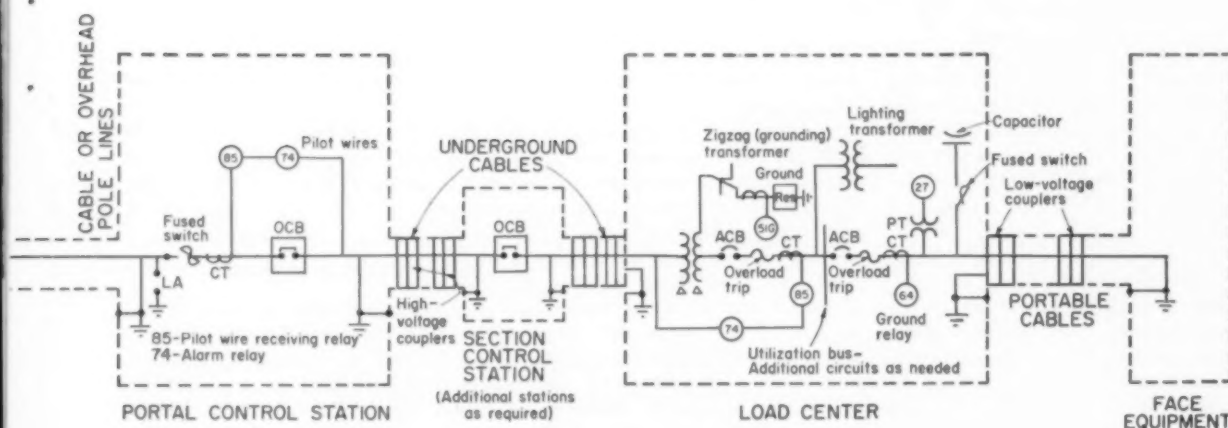 CABLE OR OVERHEAD
POLE LINES
Fused
switch
LA
CT
85
74
Pilot wires
OCB
85-Pilot wire receiving relay
74-Alarm relay
PORTAL CONTROL STATION
UNDERGROUND
CABLES
High-
voltage
couplers
OCB
SECTION
CONTROL
STATION
(Additional stations
as required)
Zigzag (grounding)
transformer
Ground
Res
51G
ACB
Overload
trip
CT
85
74
Lighting
transformer
ACB
Overload
trip
CT
64
Ground
relay
27
PT
Capacitor
Fused switch
Low-voltage
couplers
Utilization bus-
Additional circuits as needed
LOAD CENTER
PORTABLE
CABLES
FACE
EQUIPMENT